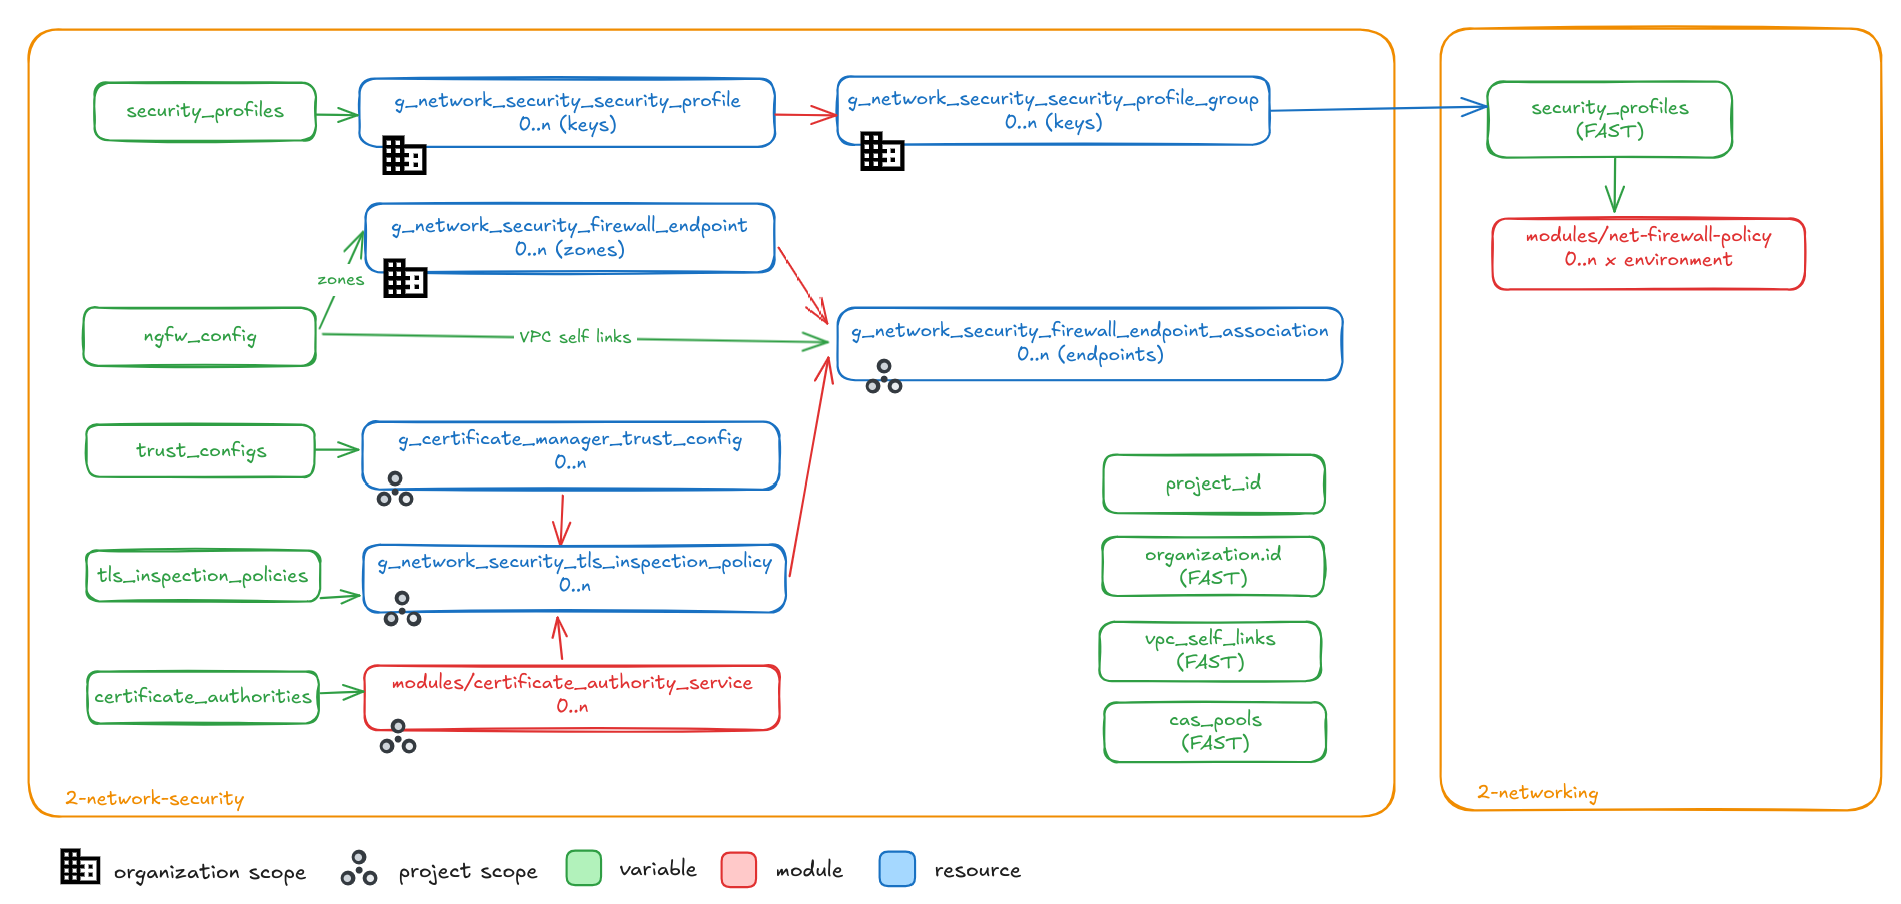 security_profiles
g_network_security_security_profile
0..n (keys)
g_network_security_security_profile_group
0..n (keys)
security_profiles
(FAST)
modules/net-firewall-policy
0..n x environment
g_network_security_firewall_endpoint
0..n (zones)
zones
ngfw_config
VPC self links
g_network_security_firewall_endpoint_association
0..n (endpoints)
trust_configs
g_certificate_manager_trust_config
0..n
project_id
tls_inspection_policies
g_network_security_tls_inspection_policy
0..n
organization.id
(FAST)
vpc_self_links
(FAST)
certificate_authorities
modules/certificate_authority_service
0..n
cas_pools
(FAST)
2-network-security
2-networking
organization scope
project scope
variable
module
resource